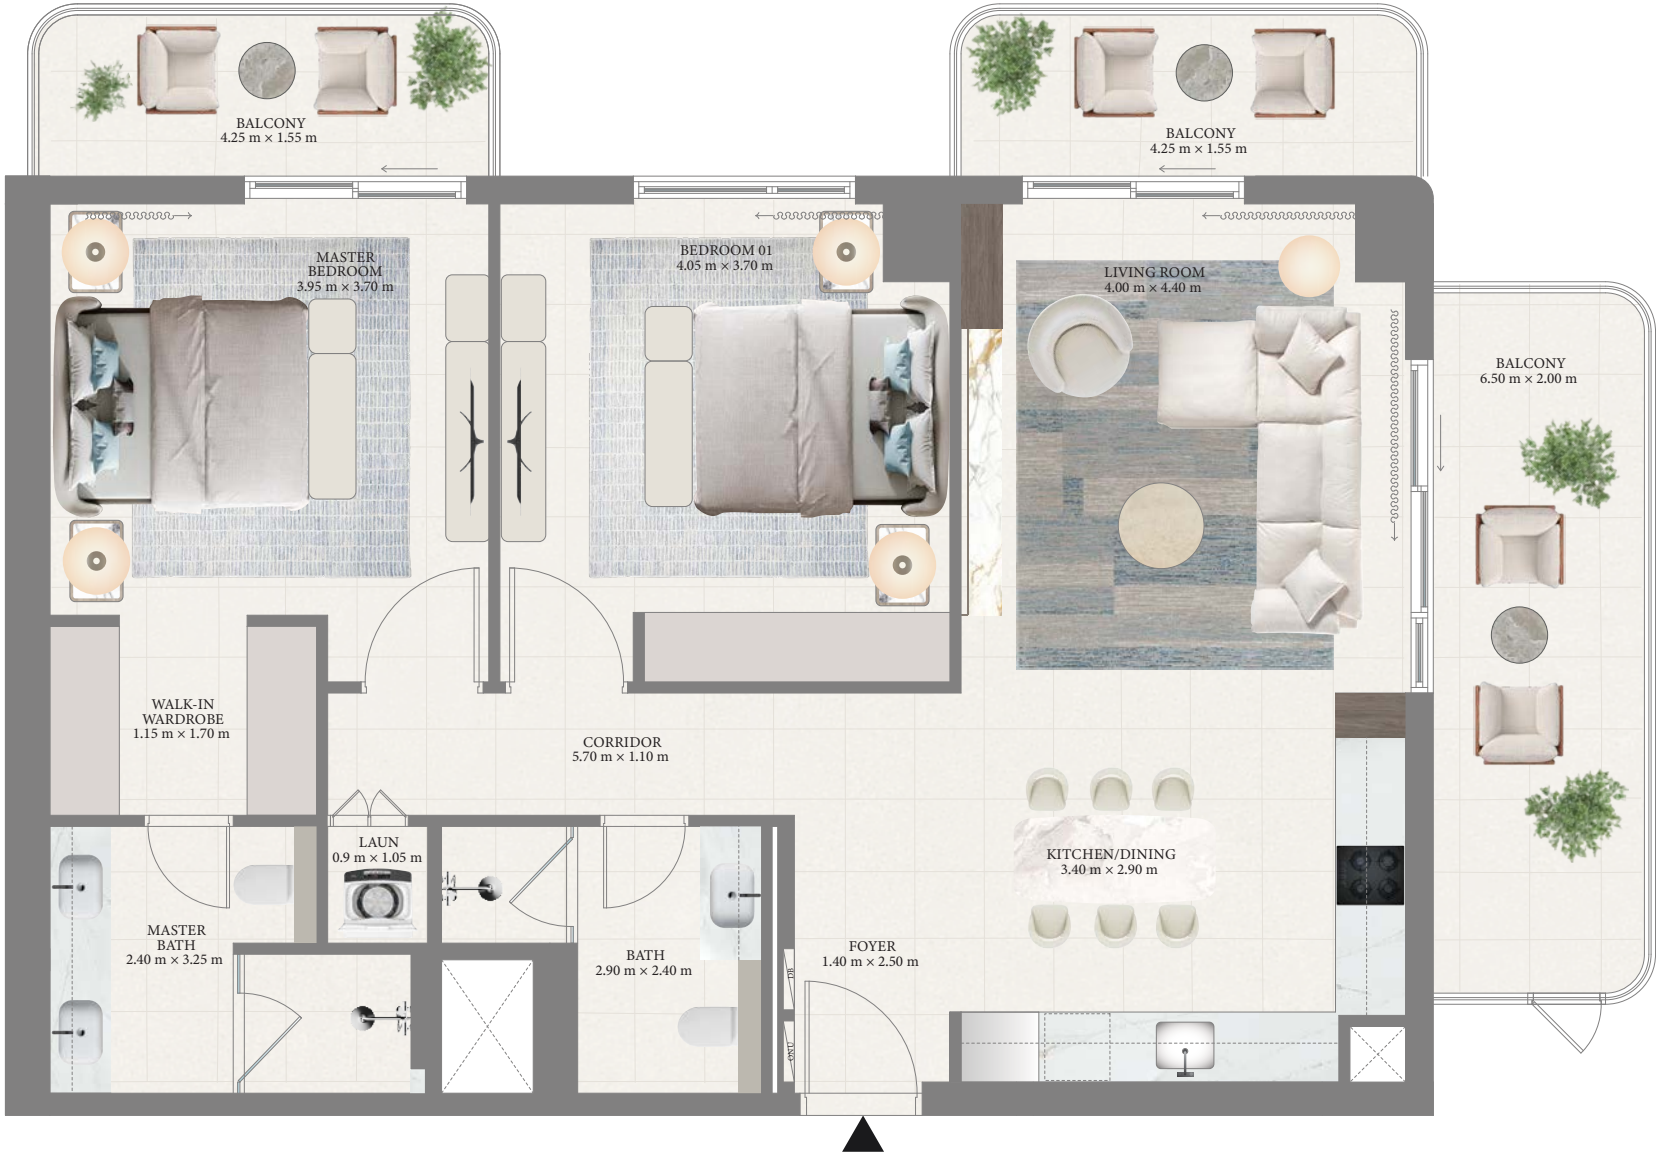 BALCONY
4.25 m × 1.55 m
BALCONY
4.25 m × 1.55 m
MASTER
BEDROOM
3.95 m × 3.70 m
BEDROOM 01
4.05 m × 3.70 m
LIVING ROOM
4.00 m × 4.40 m
BALCONY
6.50 m × 2.00 m
WALK-IN
WARDROBE
1.15 m × 1.70 m
CORRIDOR
5.70 m × 1.10 m
LAUN
0.9 m × 1.05 m
KITCHEN/DINING
3.40 m × 2.90 m
MASTER
BATH
2.40 m × 3.25 m
BATH
2.90 m × 2.40 m
FOYER
1.40 m × 2.50 m
DB
ONU